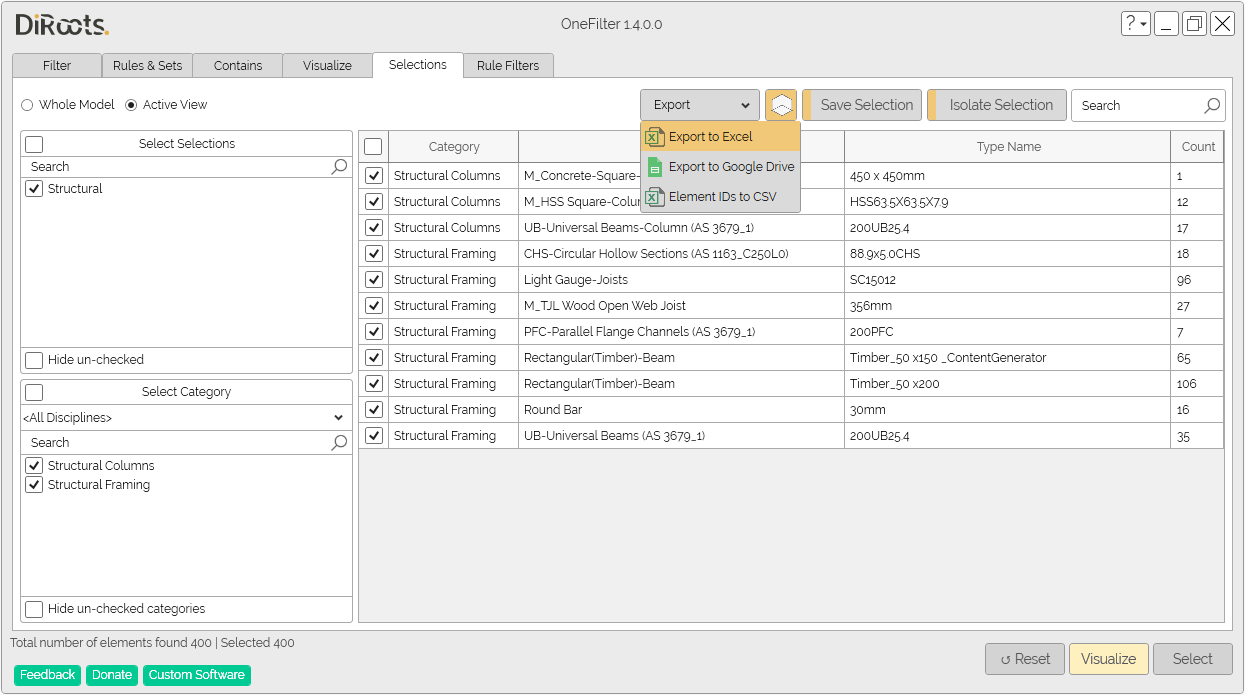 DiRoots.
OneFilter 1.4.0.0
?
Filter
Rules & Sets
Contains
Visualize
Selections
Rule Filters
Whole Model
Active View
Export
Save Selection
Isolate Selection
Search
Export to Excel
Export to Google Drive
Element IDs to CSV
Select Selections
Search
Structural
Hide un-checked
Select Category
<All Disciplines>
Search
Structural Columns
Structural Framing
Hide un-checked categories
Category Type Name Count
Structural Columns M_Concrete-Square- 450 x 450mm 1
Structural Columns M_HSS Square-Colu HSS63.5X63.5X7.9 12
Structural Columns UB-Universal Beams-Column (AS 3679_1) 200UB25.4 17
Structural Framing CHS-Circular Hollow Sections (AS 1163_C250L0) 88.9x5.0CHS 18
Structural Framing Light Gauge-Joists SC15012 96
Structural Framing M_TJL Wood Open Web Joist 356mm 27
Structural Framing PFC-Parallel Flange Channels (AS 3679_1) 200PFC 7
Structural Framing Rectangular(Timber)-Beam Timber_50 x150 _ContentGenerator 65
Structural Framing Rectangular(Timber)-Beam Timber_50 x200 106
Structural Framing Round Bar 30mm 16
Structural Framing UB-Universal Beams (AS 3679_1) 200UB25.4 35
Total number of elements found 400 | Selected 400
Feedback
Donate
Custom Software
Reset
Visualize
Select